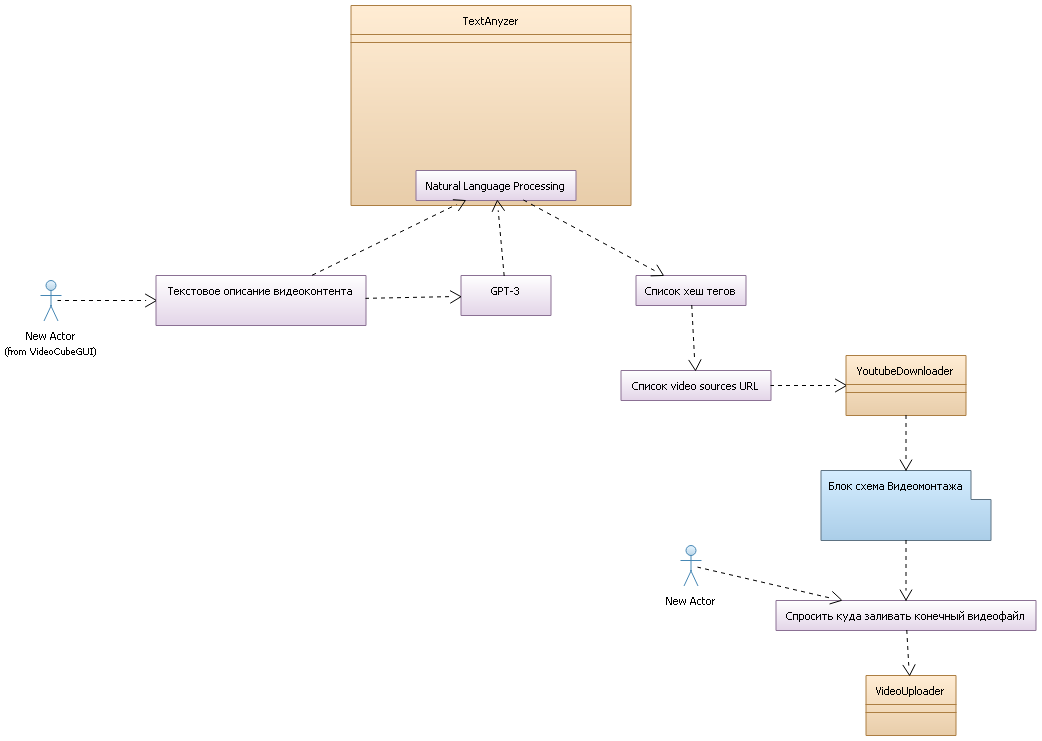 TextAnyzer
Natural Language Processing
Текстовое описание видеоконтента
GPT-3
Список хеш тегов
New Actor
(from VideoCubeGUI)
Список video sources URL
YoutubeDownloader
Блок схема Видеомонтажа
New Actor
Спросить куда заливать конечный видеофайл
VideoUploader